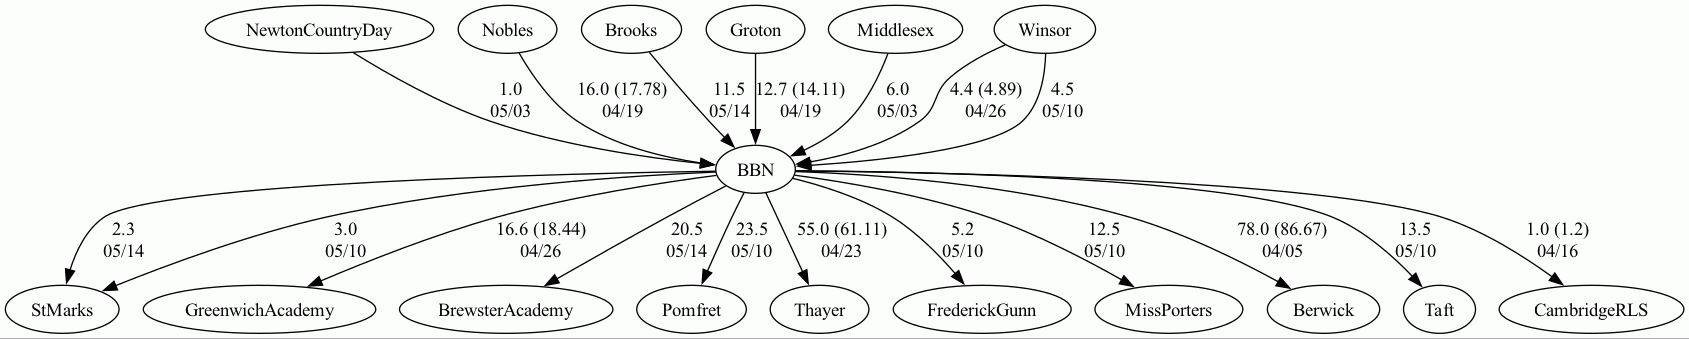 NewtonCountryDay
Nobles
Brooks
Groton
Middlesex
Winsor
1.0
05/03
16.0 (17.78)
04/19
11.5
05/14
12.7 (14.11)
04/19
6.0
05/03
4.4 (4.89)
04/26
4.5
05/10
BBN
2.3
05/14
3.0
05/10
16.6 (18.44)
04/26
20.5
05/14
23.5
05/10
55.0 (61.11)
04/23
5.2
05/10
12.5
05/10
78.0 (86.67)
04/05
13.5
05/10
1.0 (1.2)
04/16
StMarks
GreenwichAcademy
BrewsterAcademy
Pomfret
Thayer
FrederickGunn
MissPorters
Berwick
Taft
CambridgeRLS